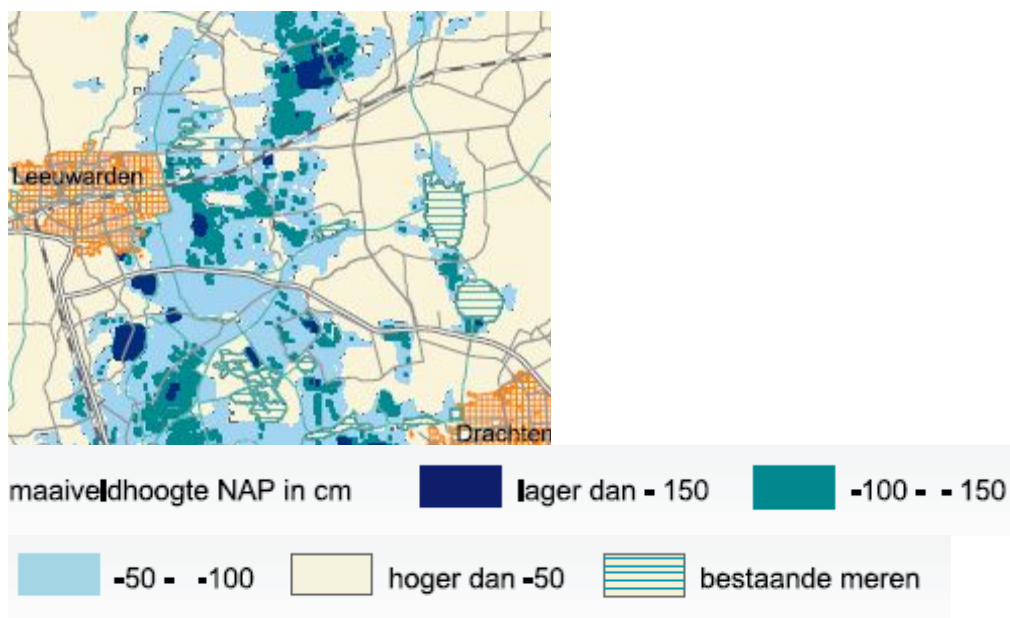 Leeuwarden
Drachten
maaiveldhoogte NAP in cm lager dan - 150 -100 - - 150
-50 - -100 hoger dan -50 bestaande meren